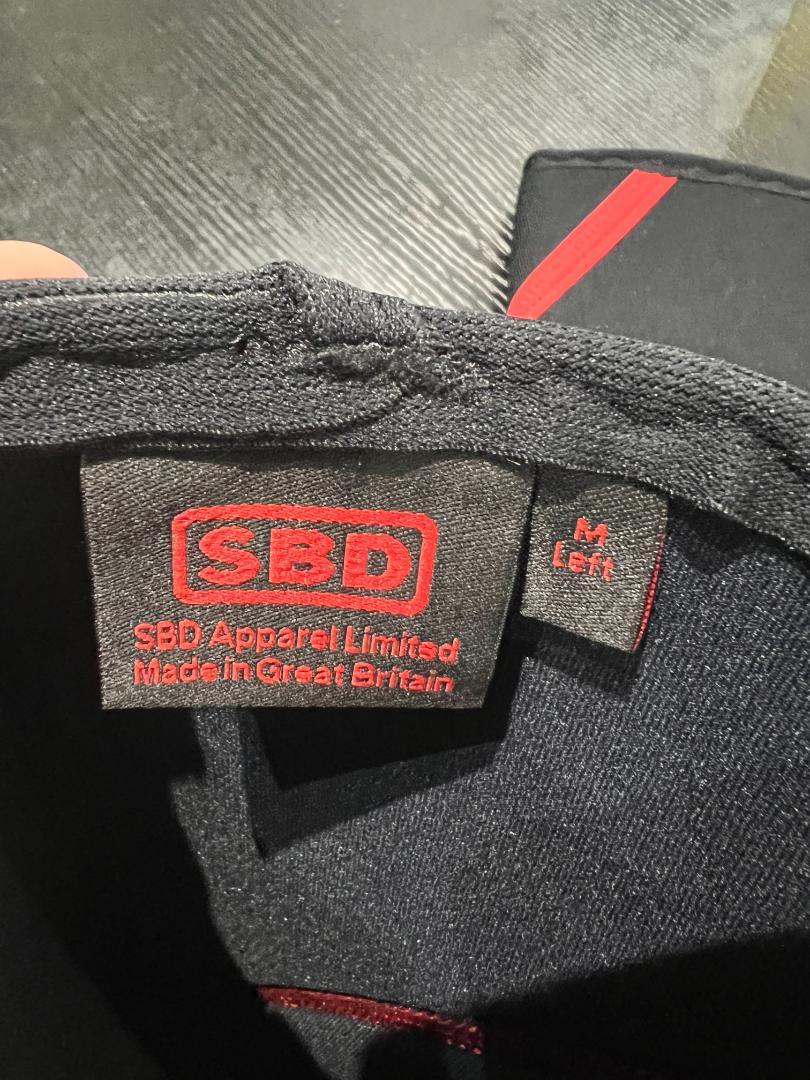 SBD
SBD Apparel Limited
Made in Great Britain
M
Left